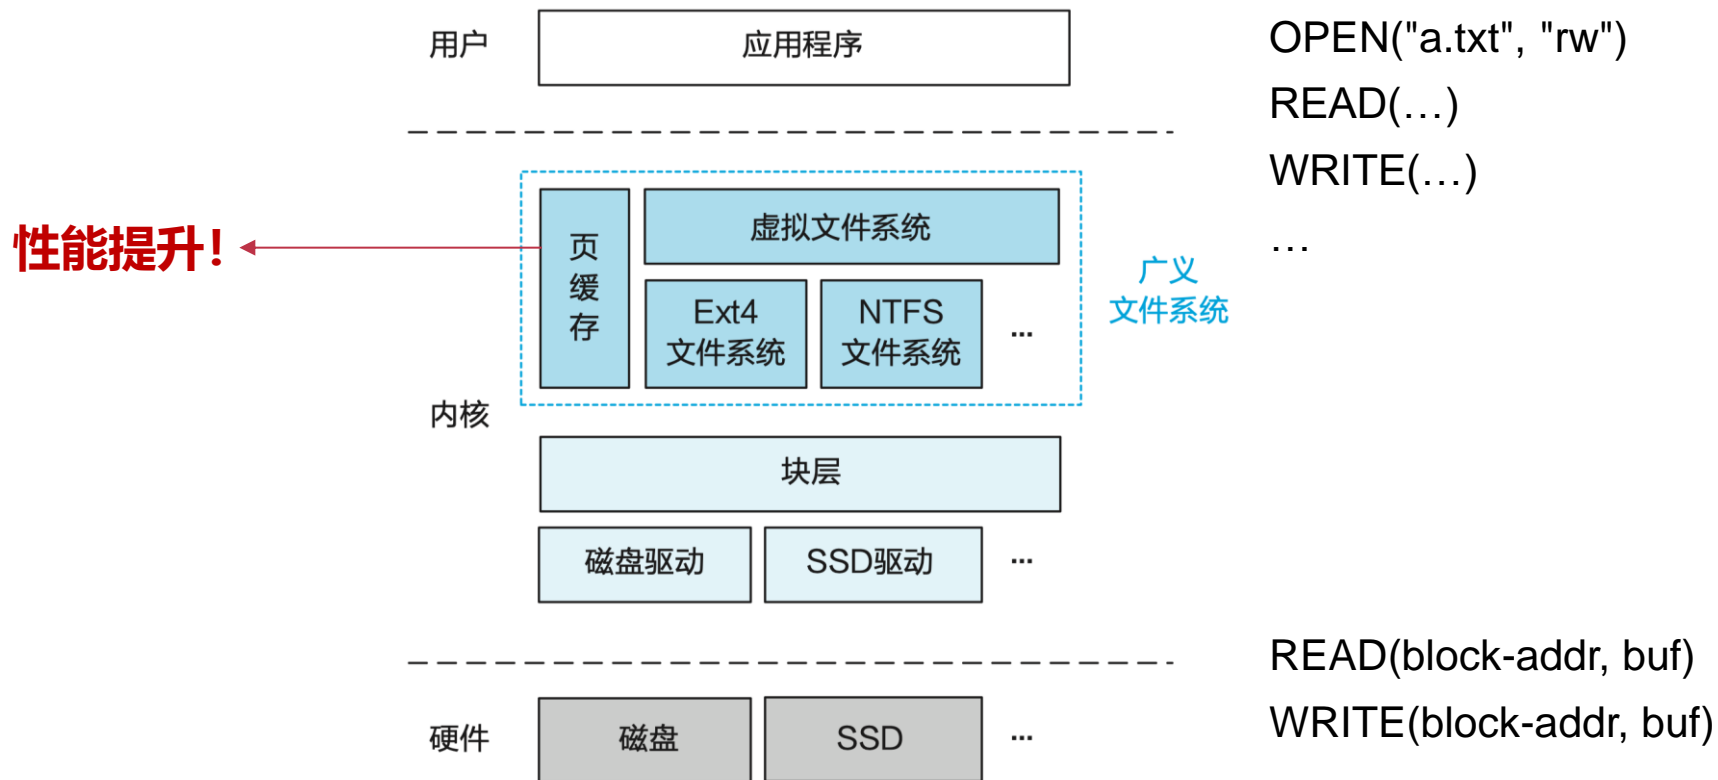 用户
应用程序
OPEN("a.txt", "rw")
READ(…)
WRITE(…)
…
性能提升！
页
缓
存
虚拟文件系统
Ext4
文件系统
NTFS
文件系统
...
广义
文件系统
内核
块层
磁盘驱动
SSD驱动
...
READ(block-addr, buf)
WRITE(block-addr, buf)
硬件
磁盘
SSD
...